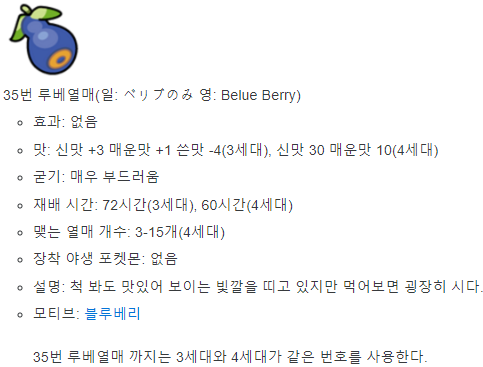 35번 루베열매(일: ベリブのみ 영: Belue Berry)
효과: 없음
맛: 신맛 +3 매운맛 +1 쓴맛 -4(3세대), 신맛 30 매운맛 10(4세대)
굳기: 매우 부드러움
재배 시간: 72시간(3세대), 60시간(4세대)
맺는 열매 개수: 3-15개(4세대)
장착 야생 포켓몬: 없음
설명: 척 봐도 맛있어 보이는 빛깔을 띠고 있지만 먹어보면 굉장히 시다.
모티브: 블루베리
35번 루베열매 까지는 3세대와 4세대가 같은 번호를 사용한다.